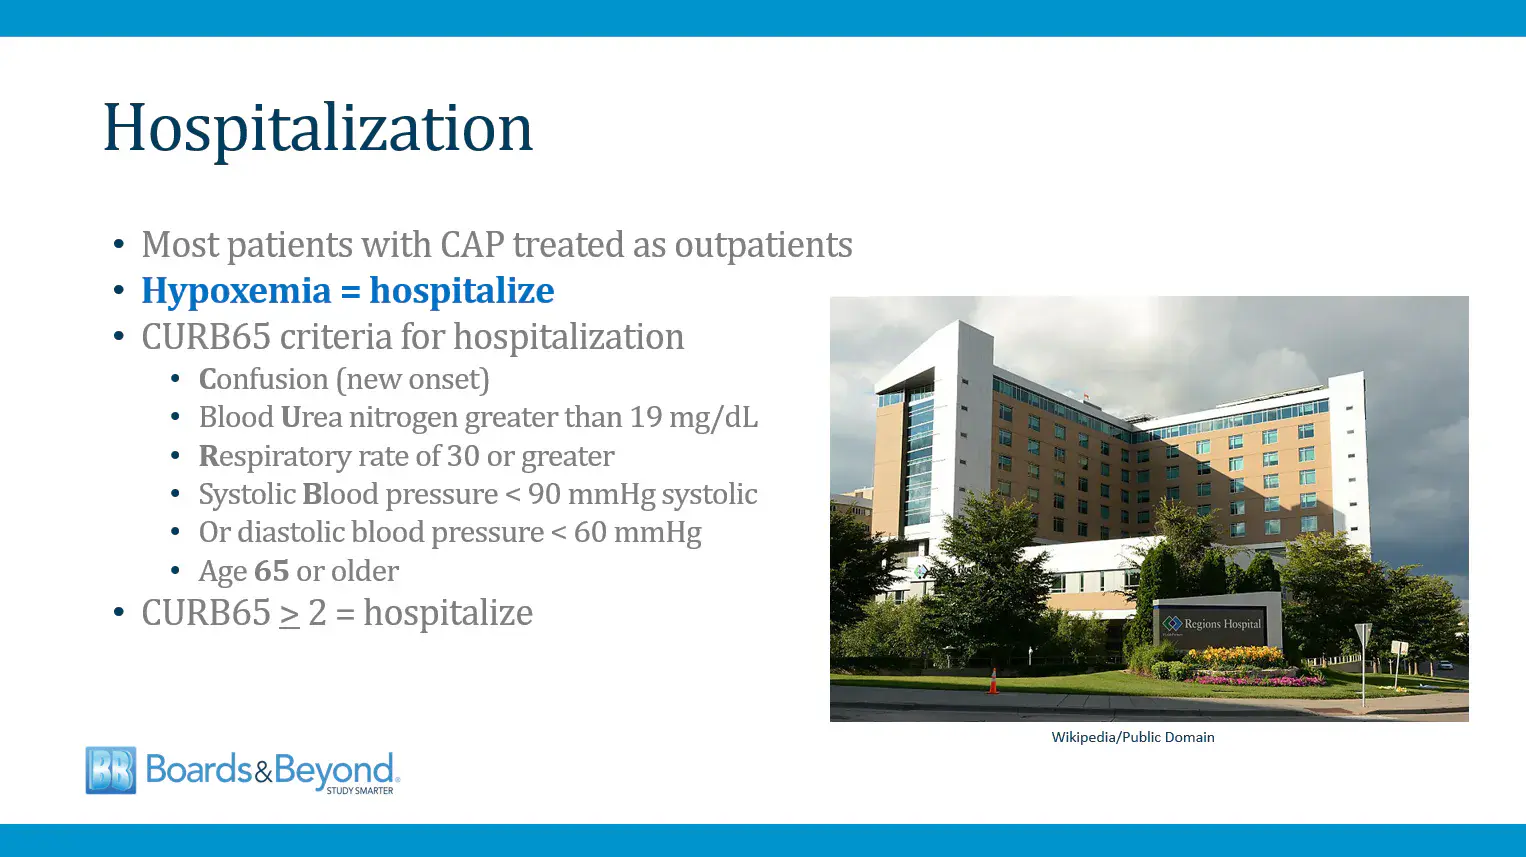 Hospitalization
• Most patients with CAP treated as outpatients
• Hypoxemia = hospitalize
• CURB65 criteria for hospitalization
• Confusion (new onset)
• Blood Urea nitrogen greater than 19 mg/dL
• Respiratory rate of 30 or greater
• Systolic Blood pressure < 90 mmHg systolic
• Or diastolic blood pressure < 60 mmHg
• Age 65 or older
• CURB65 ≥ 2 = hospitalize
Regions Hospital
Wikipedia/Public Domain
BB Boards&Beyond®
STUDY SMARTER